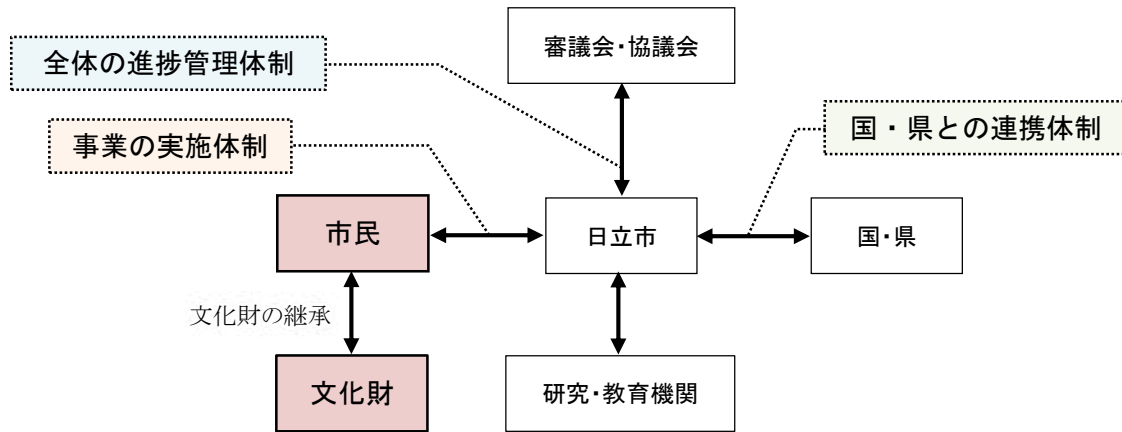 審議会・協議会
全体の進捗管理体制
事業の実施体制
国・県との連携体制
市民
日立市
国・県
文化財の継承
文化財
研究・教育機関